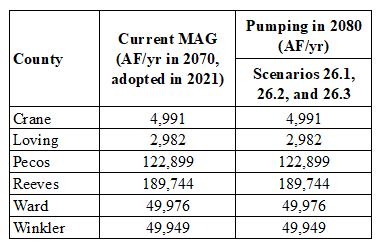 County
Current MAG
(AF/yr in 2070,
adopted in 2021)
Pumping in 2080
(AF/yr)
Scenarios 26.1,
26.2, and 26.3
Crane 4,991 4,991
Loving 2,982 2,982
Pecos 122,899 122,899
Reeves 189,744 189,744
Ward 49,976 49,976
Winkler 49,949 49,949